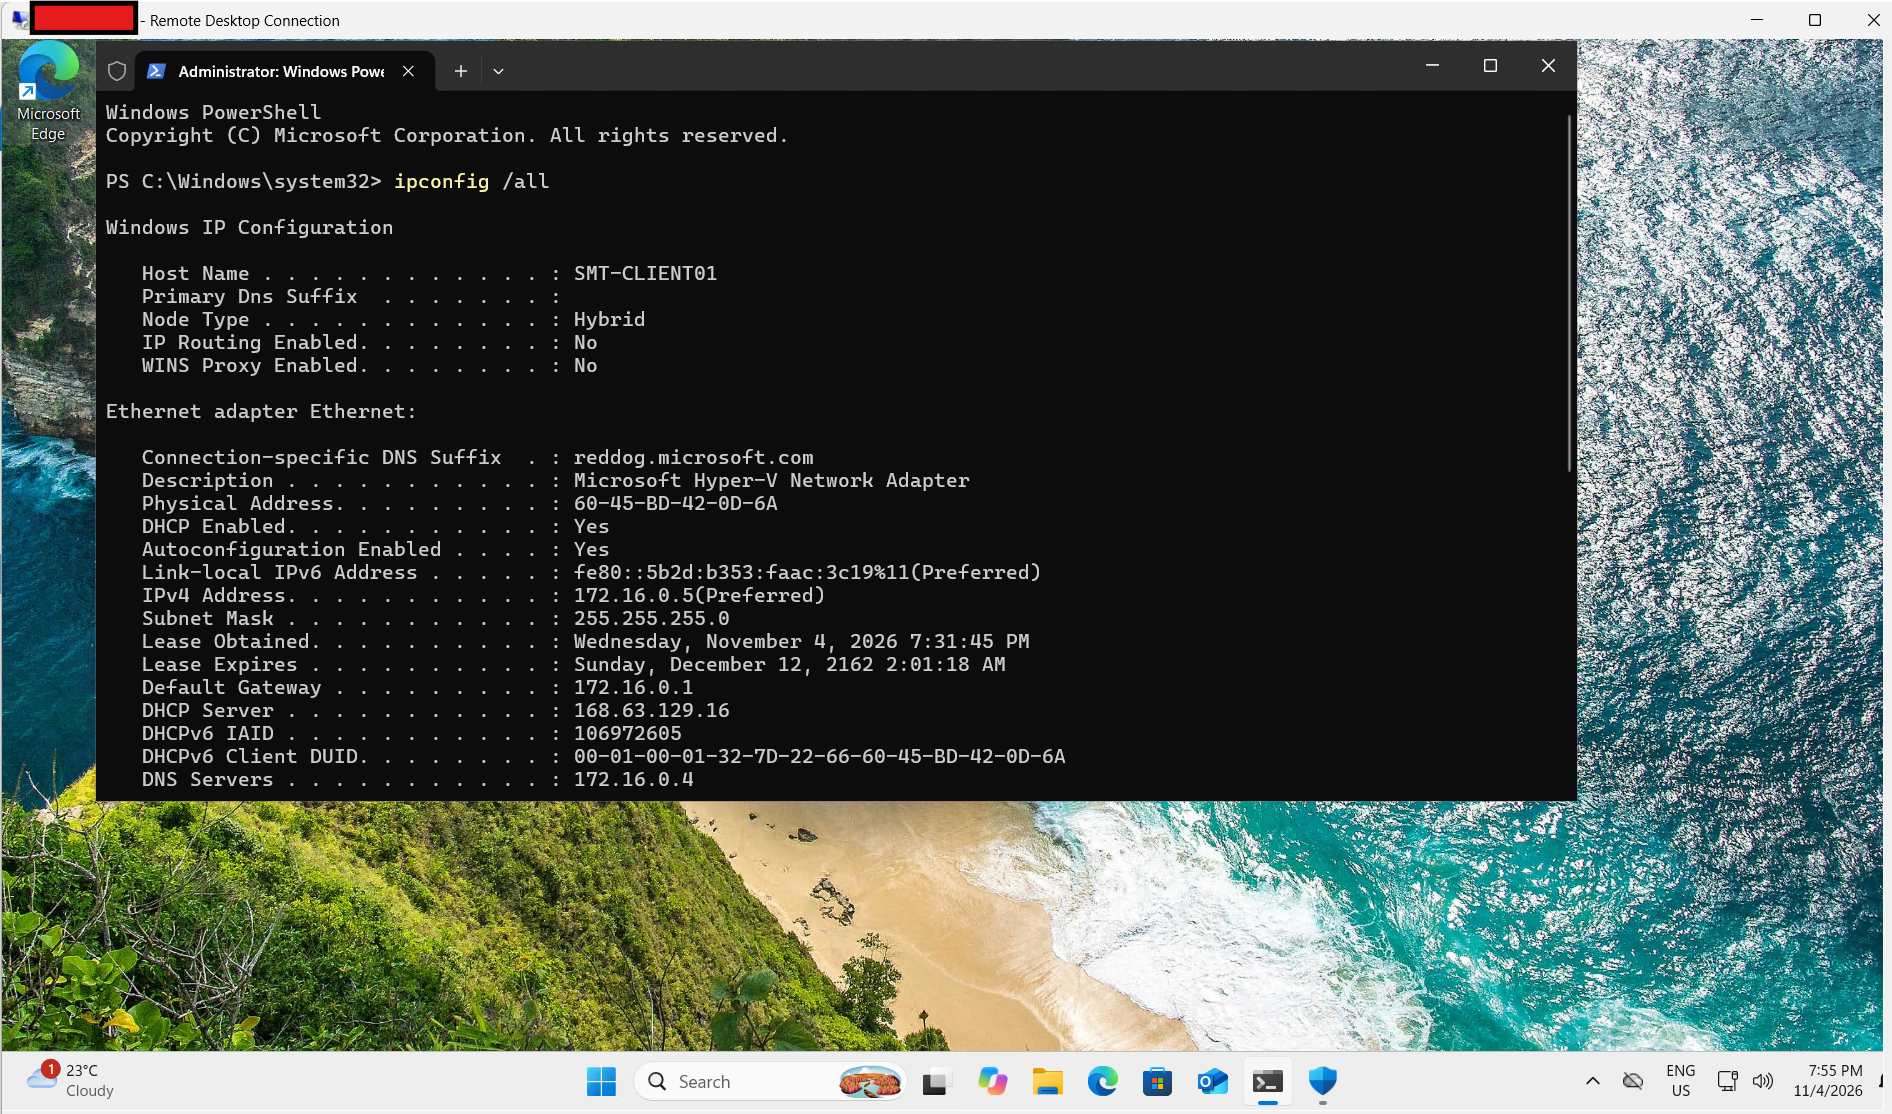 - Remote Desktop Connection
Microsoft
Edge
Administrator: Windows Powe
Windows PowerShell
Copyright (C) Microsoft Corporation. All rights reserved.
PS C:\Windows\system32> ipconfig /all
Windows IP Configuration
Host Name . . . . . . . . . . . . : SMT-CLIENT01
Primary Dns Suffix  . . . . . . . :
Node Type . . . . . . . . . . . . : Hybrid
IP Routing Enabled. . . . . . . . : No
WINS Proxy Enabled. . . . . . . . : No
Ethernet adapter Ethernet:
Connection-specific DNS Suffix  . : reddog.microsoft.com
Description . . . . . . . . . . . : Microsoft Hyper-V Network Adapter
Physical Address. . . . . . . . . : 60-45-BD-42-0D-6A
DHCP Enabled. . . . . . . . . . . : Yes
Autoconfiguration Enabled . . . . : Yes
Link-local IPv6 Address . . . . . : fe80::5b2d:b353:faac:3c19%11(Preferred)
IPv4 Address. . . . . . . . . . . : 172.16.0.5(Preferred)
Subnet Mask . . . . . . . . . . . : 255.255.255.0
Lease Obtained. . . . . . . . . . : Wednesday, November 4, 2026 7:31:45 PM
Lease Expires . . . . . . . . . . : Sunday, December 12, 2162 2:01:18 AM
Default Gateway . . . . . . . . . : 172.16.0.1
DHCP Server . . . . . . . . . . . : 168.63.129.16
DHCPv6 IAID . . . . . . . . . . . : 106972605
DHCPv6 Client DUID. . . . . . . . : 00-01-00-01-32-7D-22-66-60-45-BD-42-0D-6A
DNS Servers . . . . . . . . . . . : 172.16.0.4
1
23°C
Cloudy
Search
ENG
US
7:55 PM
11/4/2026